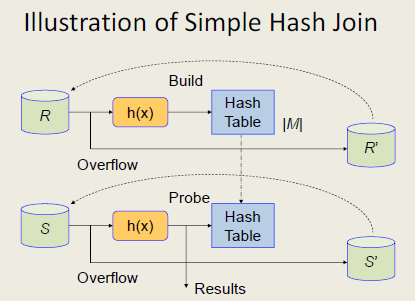 Illustration of Simple Hash Join
Build
R
h(x)
Hash
Table
|M|
R'
Overflow
Probe
S
h(x)
Hash
Table
S'
Overflow
Results